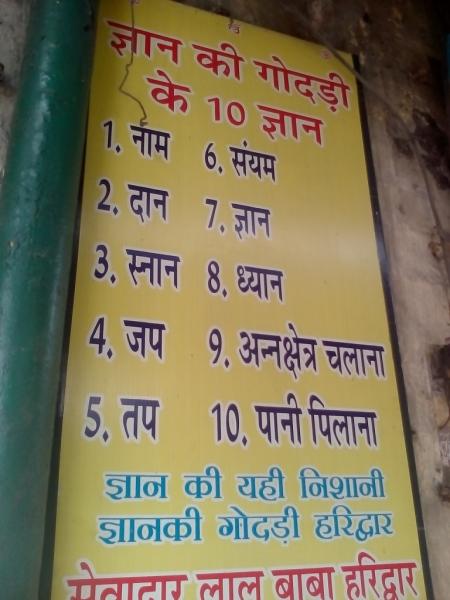 ज्ञान की गोदड़ी
के 10 ज्ञान
1. नाम
2. दान
3. स्नान
4. जप
5. तप
6. संयम
7. ज्ञान
8. ध्यान
9. अन्नक्षेत्र चलाना
10. पानी पिलाना
ज्ञान की यही निशानी
ज्ञानकी गोदड़ी हरिद्वार
सेवादार लाल बाबा हरिद्वार